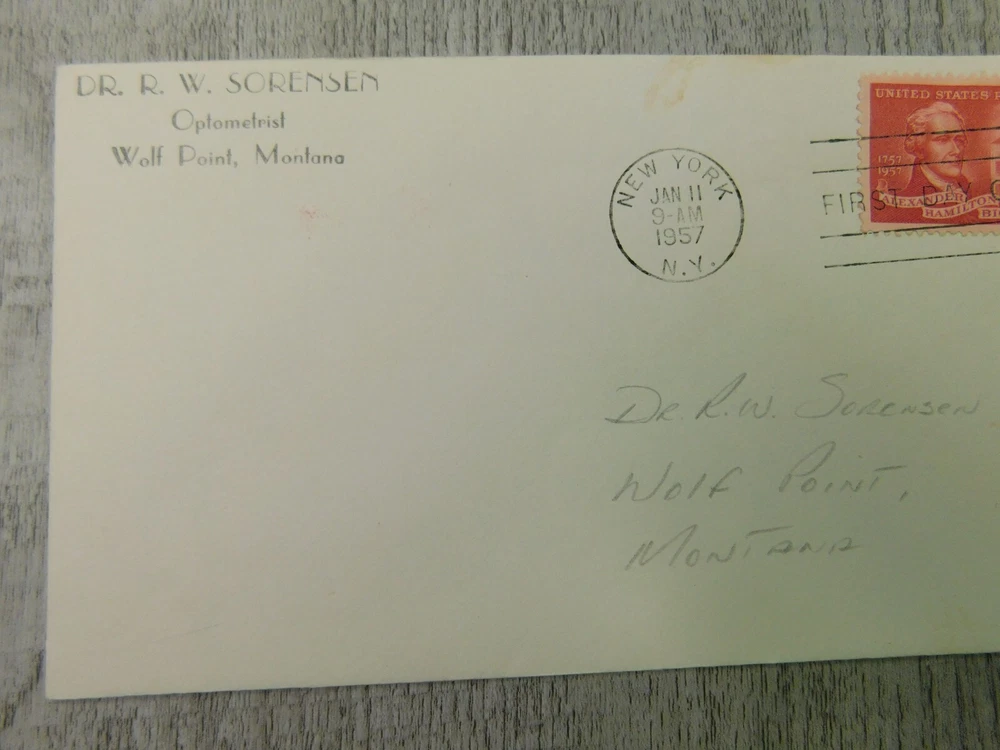 DR. R. W. SORENSEN
Optometrist
Wolf Point, Montana
NEW YORK
JAN 11
9-AM
1957
N.Y.
UNITED STATES
1757
1957
ALEXANDER
HAMILTON
FIRST DAY
Dr. R.W. Sorensen
Wolf Point,
Montana